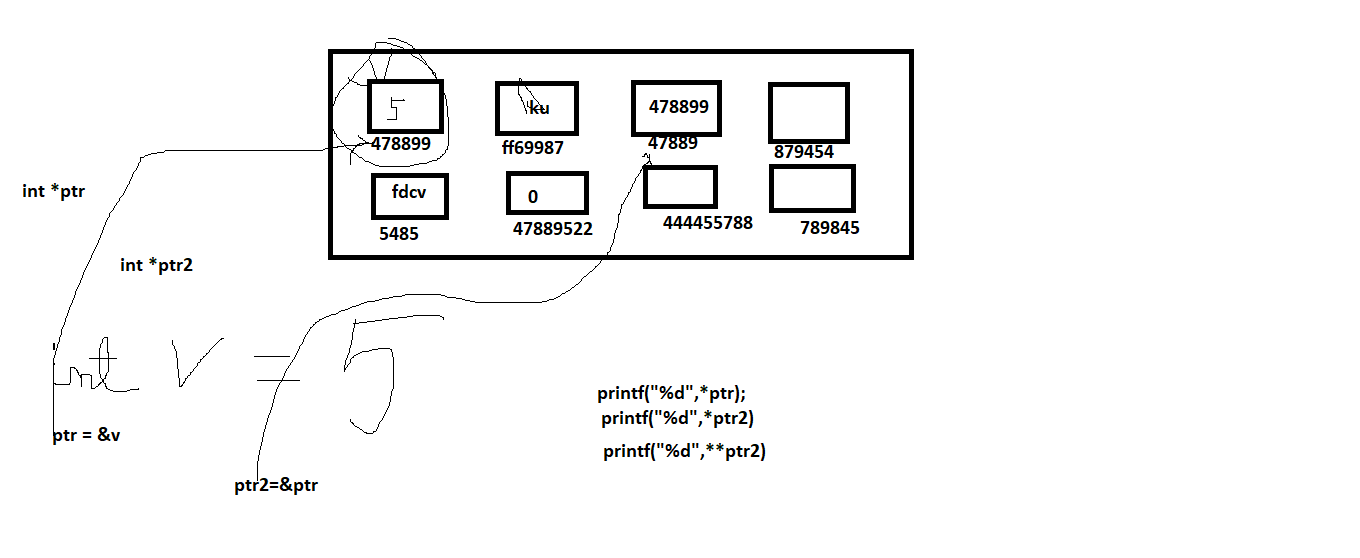 5
ku
478899
478899
ff69987
47889
879454
fdcv
0
5485
47889522
444455788
789845
int *ptr
int *ptr2
int v = 5
ptr = &v
ptr2=&ptr
printf("%d",*ptr);
printf("%d",*ptr2)
printf("%d",**ptr2)